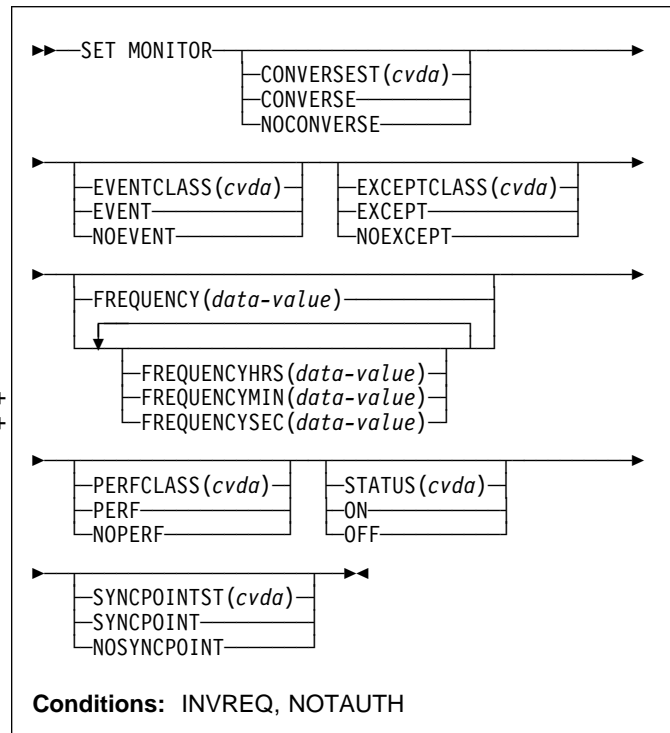 SET MONITOR
CONVERSEST(cvda)
CONVERSE
NOCONVERSE
EVENTCLASS(cvda) EXCEPTCLASS(cvda)
EVENT EXCEPT
NOEVENT NOEXCEPT
FREQUENCY(data-value)
FREQUENCYHRS(data-value)
+ FREQUENCYMIN(data-value)
+ FREQUENCYSEC(data-value)
PERFCLASS(cvda) STATUS(cvda)
PERF ON
NOPERF OFF
SYNCPOINTST(cvda)
SYNCPOINT
NOSYNCPOINT
Conditions: INVREQ, NOTAUTH